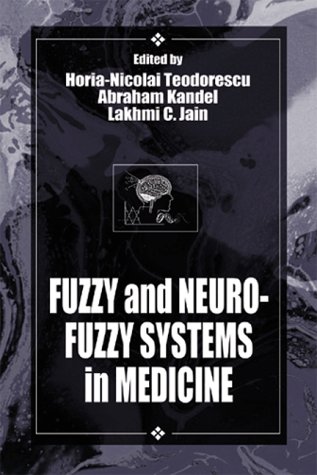 Edited by
Horia-Nicolai Teodorescu
Abraham Kandel
Lakhmi C. Jain
FUZZY and NEURO-
FUZZY SYSTEMS
in MEDICINE